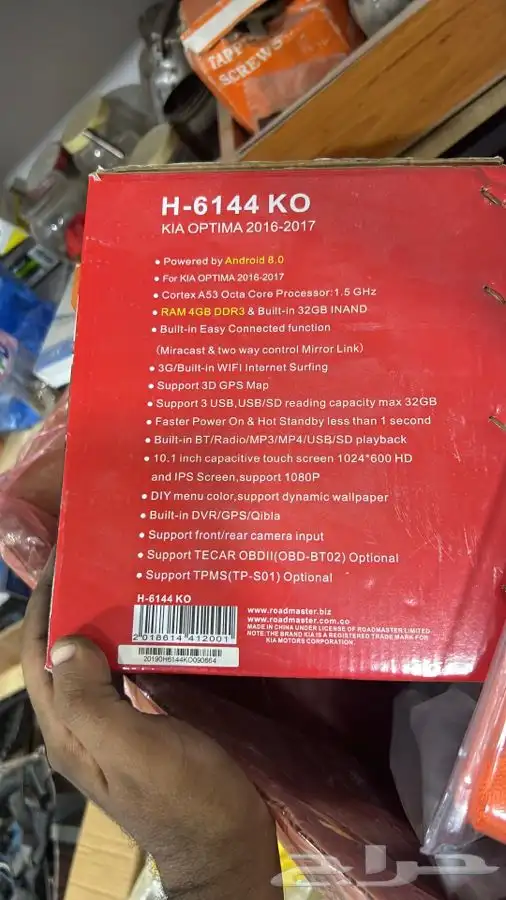 TAPP
SCREWS
H-6144 KO
KIA OPTIMA 2016-2017
• Powered by Android 8.0
• For KIA OPTIMA 2016-2017
• Cortex A53 Octa Core Processor:1.5 GHz
• RAM 4GB DDR3 & Built-in 32GB INAND
• Built-in Easy Connected function
(Miracast & two way control Mirror Link)
• 3G/Built-in WIFI Internet Surfing
• Support 3D GPS Map
• Support 3 USB,USB/SD reading capacity max 32GB
• Faster Power On & Hot Standby less than 1 second
• Built-in BT/Radio/MP3/MP4/USB/SD playback
• 10.1 inch capacitive touch screen 1024*600 HD
and IPS Screen,support 1080P
• DIY menu color,support dynamic wallpaper
• Built-in DVR/GPS/Qibla
• Support front/rear camera input
• Support TECAR OBDII(OBD-BT02) Optional
• Support TPMS(TP-S01) Optional
H-6144 KO
2 018614 412001
20190H6144KO090664
www.roadmaster.biz
www.roadmaster.com.co
MADE IN CHINA UNDER LICENSE OF ROADMASTER LIMITED
NOTE:THE BRAND KIA IS A REGISTERED TRADE MARK FOR
KIA MOTORS CORPORATION.
حراج